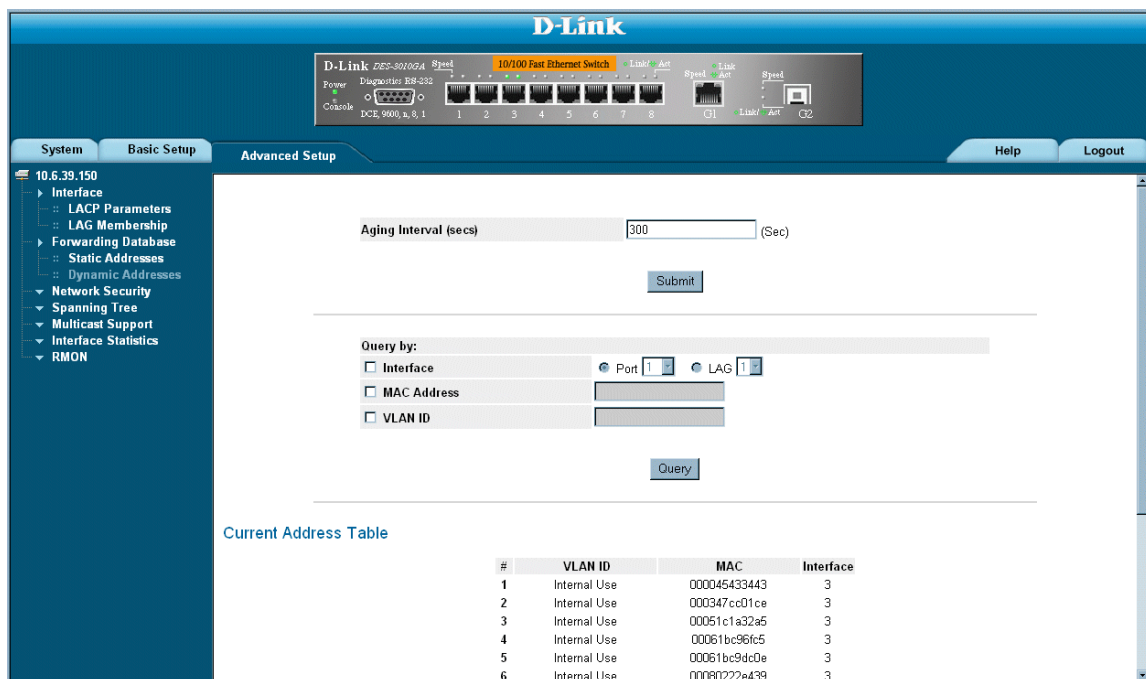 D-Link
D-Link DES-3010GA Speed 10/100 Fast Ethernet Switch Link/ Act
Link
Speed Act Speed
Power Diagnostics RS-232
Console
DCE, 9600, n, 8, 1 1 2 3 4 5 6 7 8 G1 Link/ Act G2
System Basic Setup Advanced Setup Help Logout
10.6.39.150
Interface
LACP Parameters
LAG Membership
Forwarding Database
Static Addresses
Dynamic Addresses
Network Security
Spanning Tree
Multicast Support
Interface Statistics
RMON
Aging Interval (secs) 300 (Sec)
Submit
Query by:
Interface Port 1 LAG 1
MAC Address
VLAN ID
Query
Current Address Table
# VLAN ID MAC Interface
1 Internal Use 000045433443 3
2 Internal Use 000347cc01ce 3
3 Internal Use 00051c1a32a5 3
4 Internal Use 00061bc96fc5 3
5 Internal Use 00061bc9dc0e 3
6 Internal Use 00080222e439 3